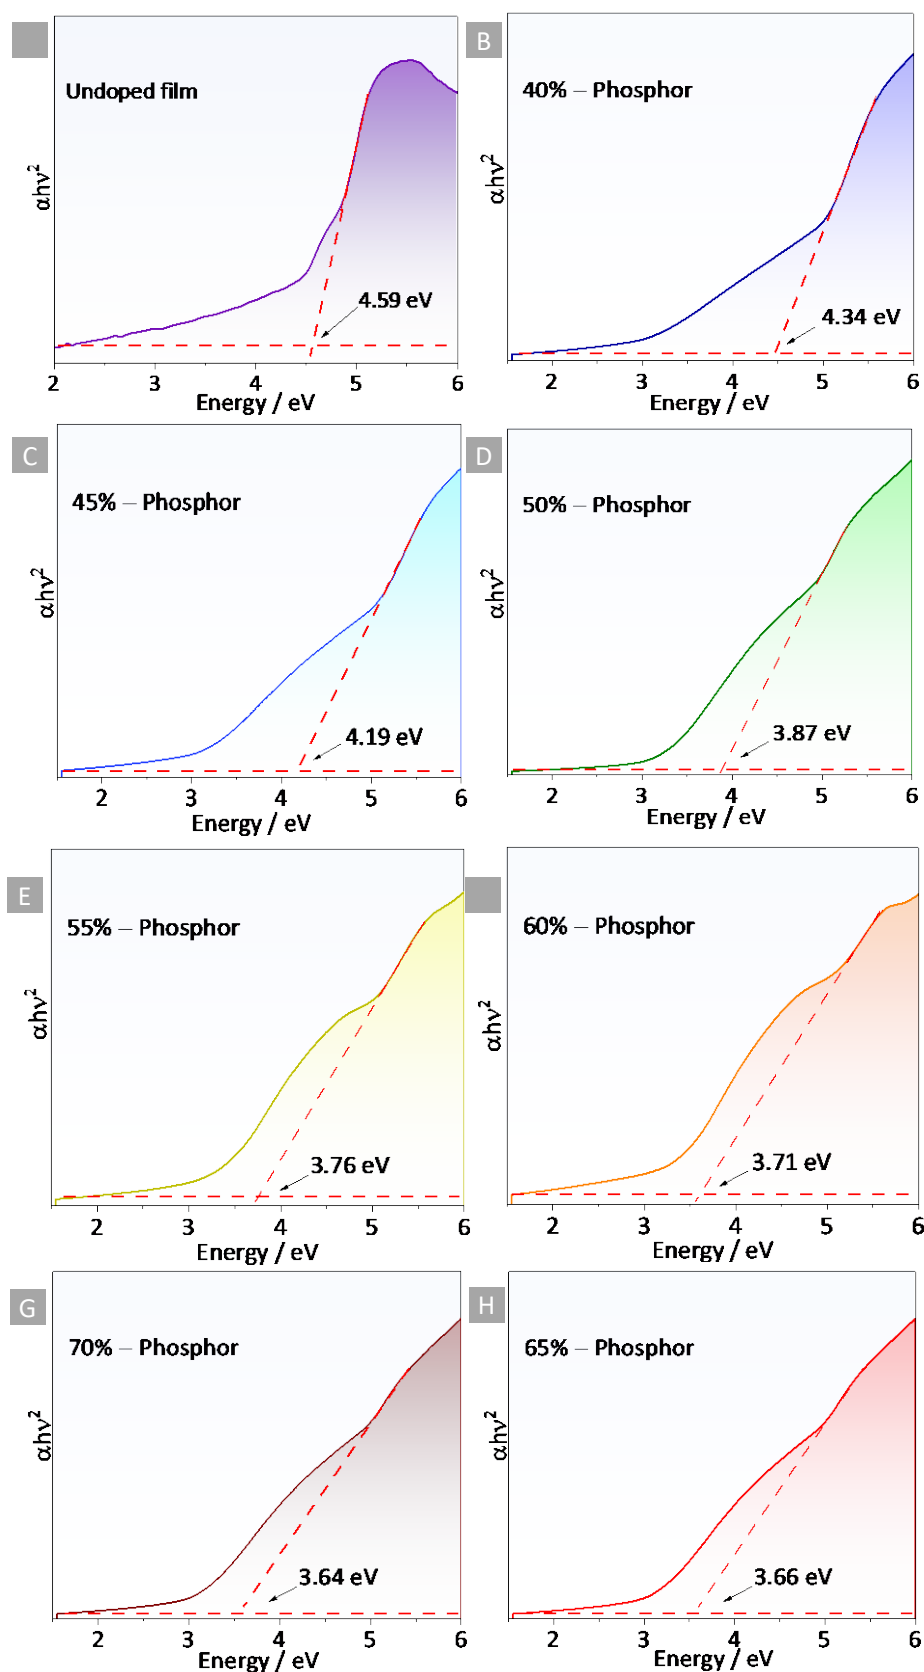 Undoped film
αhν²
4.59 eV
2 3 4 5 6
Energy / eV
B
40% – Phosphor
αhν²
4.34 eV
2 3 4 5 6
Energy / eV
C
45% – Phosphor
αhν²
4.19 eV
2 3 4 5 6
Energy / eV
D
50% – Phosphor
αhν²
3.87 eV
2 3 4 5 6
Energy / eV
E
55% – Phosphor
αhν²
3.76 eV
2 3 4 5 6
Energy / eV
60% – Phosphor
αhν²
3.71 eV
2 3 4 5 6
Energy / eV
G
70% – Phosphor
αhν²
3.64 eV
2 3 4 5 6
Energy / eV
H
65% – Phosphor
αhν²
3.66 eV
2 3 4 5 6
Energy / eV